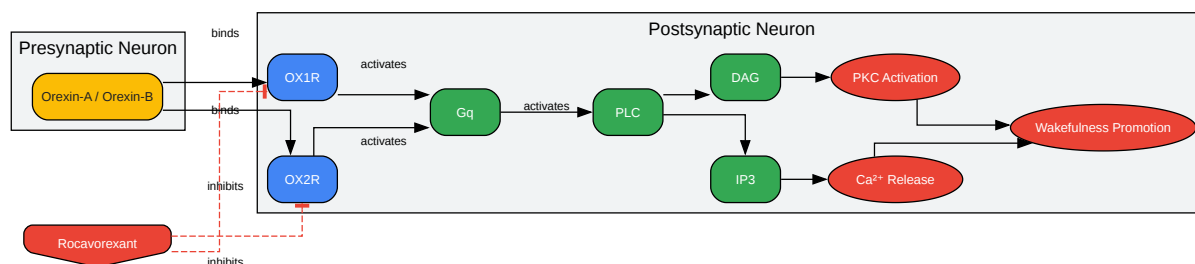 binds
Postsynaptic Neuron
Presynaptic Neuron
OX1R
activates
DAG
PKC Activation
Orexin-A / Orexin-B
binds
Gq
activates
PLC
Wakefulness Promotion
activates
OX2R
IP3
Ca²⁺ Release
inhibits
Rocavorexant
inhibits